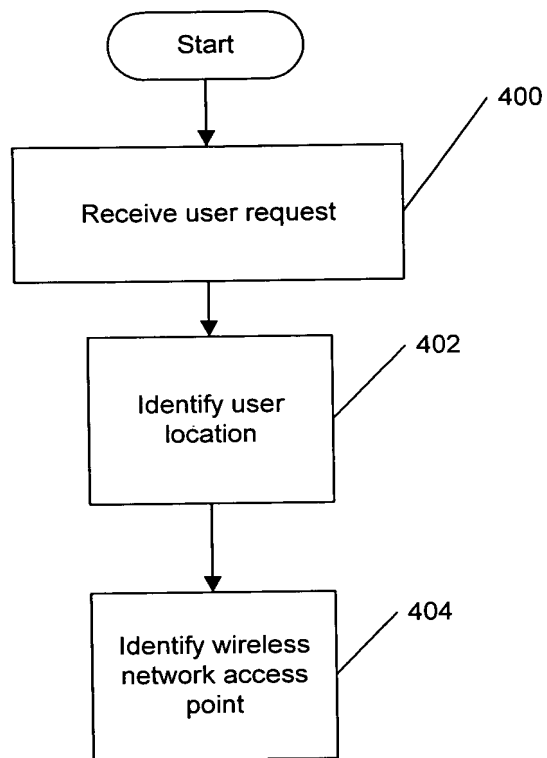 Start
400
Receive user request
402
Identify user
location
404
Identify wireless
network access
point